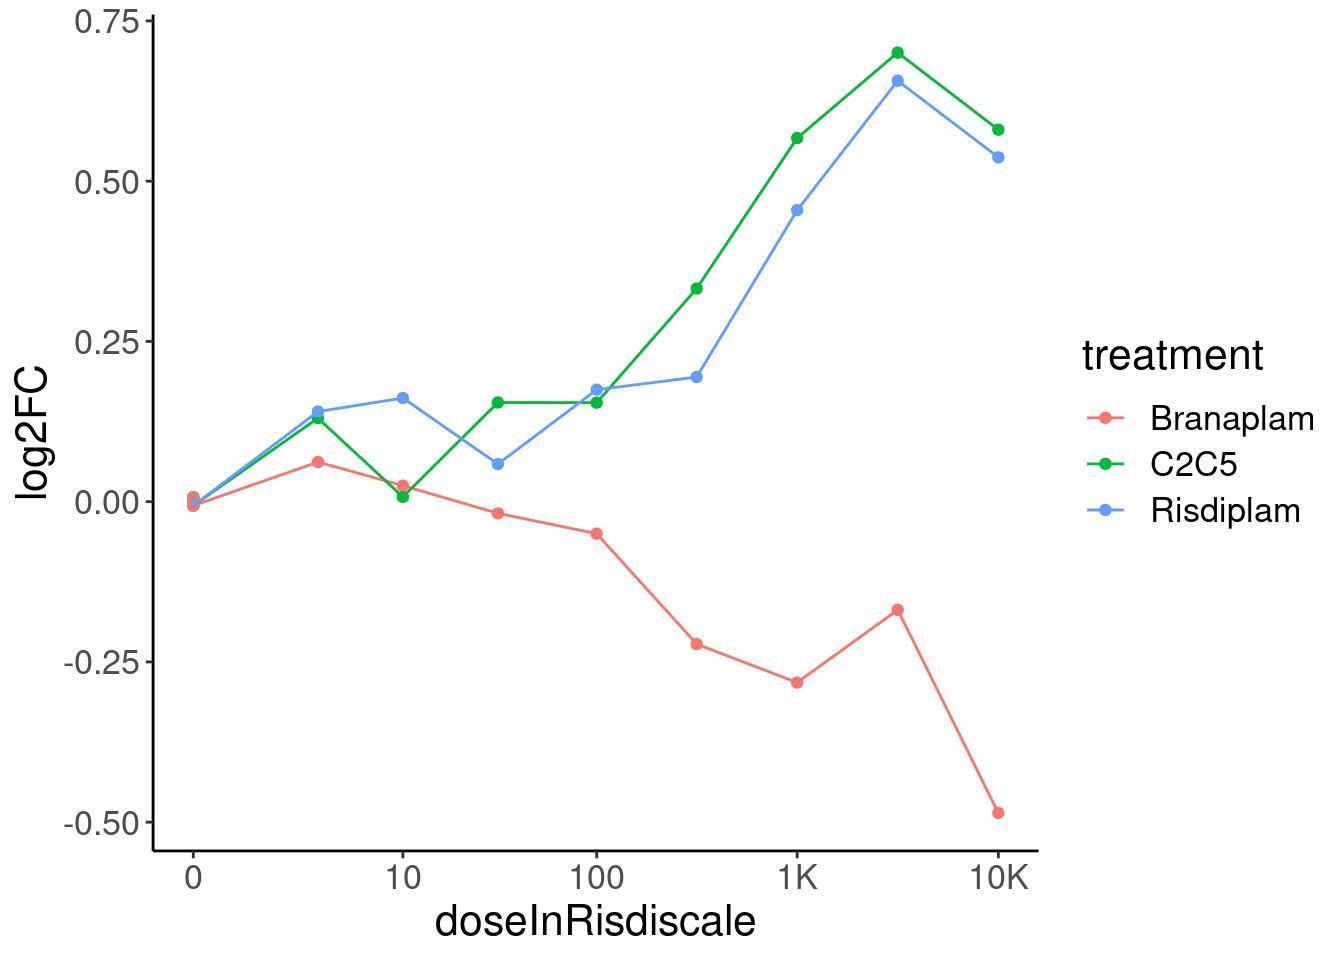 0.75
0.50
0.25
0.00
-0.25
-0.50
log2FC
0
10
100
1K
10K
doseInRisdiscale
treatment
Branaplam
C2C5
Risdiplam